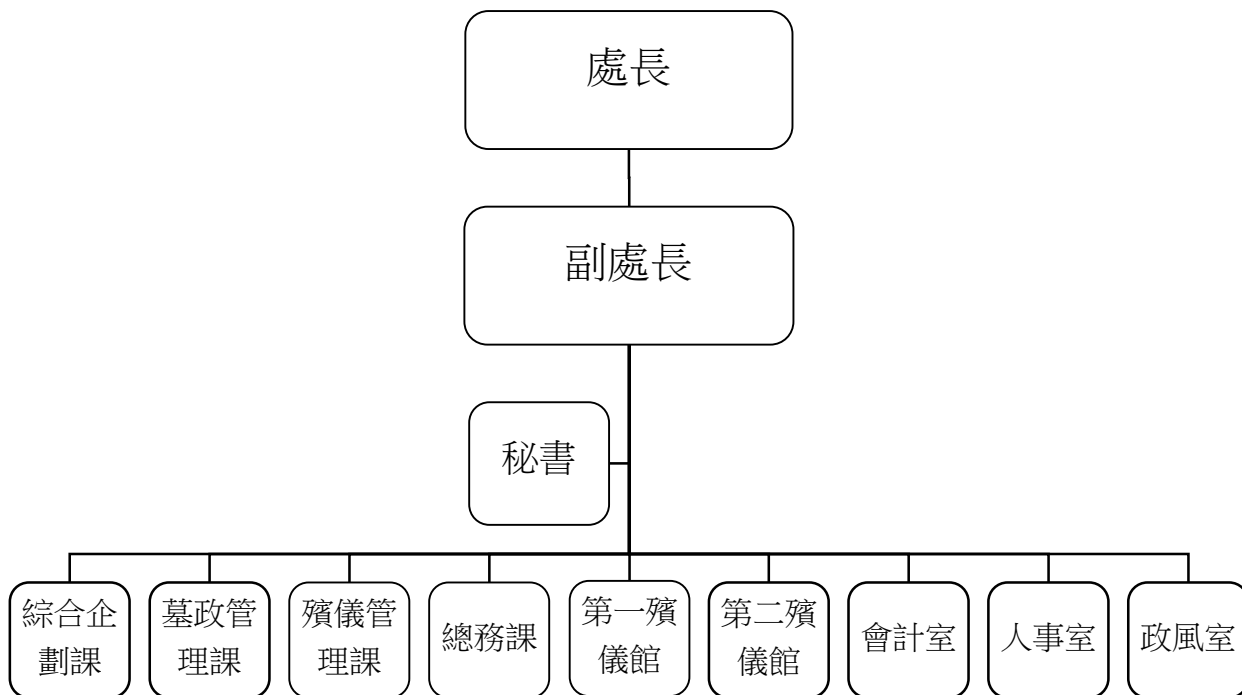 處長
副處長
秘書
綜合企
劃課
墓政管
理課
殯儀管
理課
總務課
第一殯
儀館
第二殯
儀館
會計室
人事室
政風室